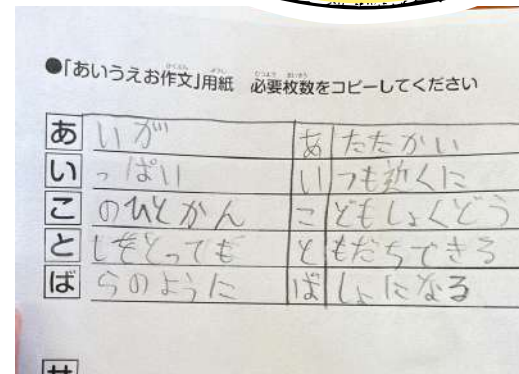 ●「あいうえお作文」用紙 必要枚数をコピーしてください
あ いが
い っぱい
こ のひとかん
と しをとっても
ば らのように
あ たたかい
い つも近くに
こ どもしょくどう
と もだちできろ
ば しょになる